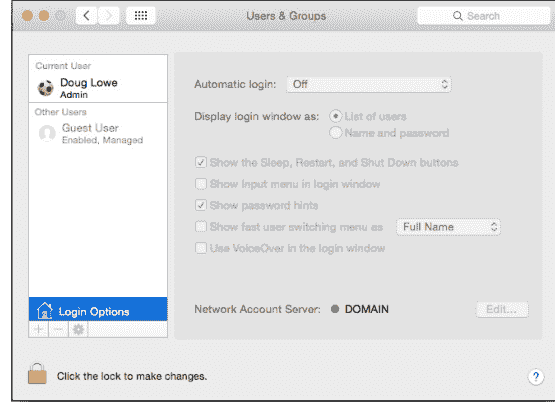 Users & Groups
Search
Current User
Doug Lowe
Admin
Other Users
Guest User
Enabled, Managed
Login Options
Automatic login: Off
Display login window as: List of users
Name and password
Show the Sleep, Restart, and Shut Down buttons
Show Input menu in login window
Show password hints
Show fast user switching menu as Full Name
Use VoiceOver in the login window
Network Account Server: DOMAIN Edit...
Click the lock to make changes.
?